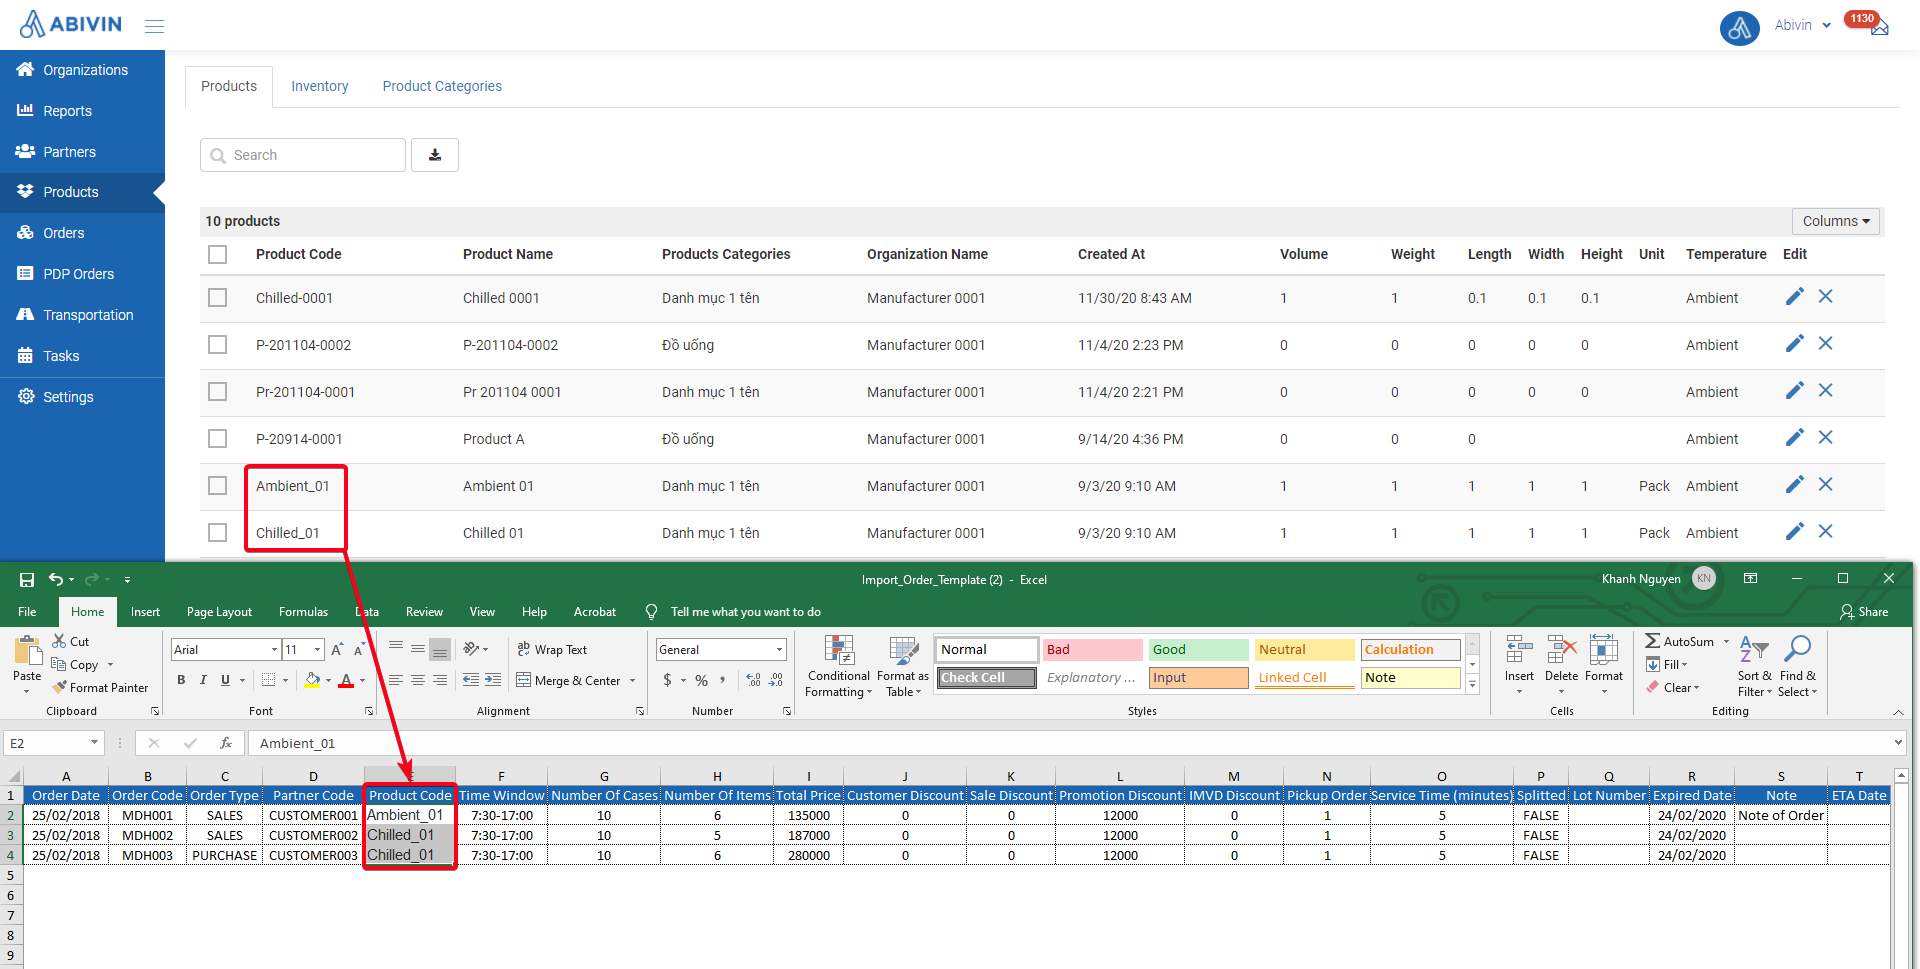 ABIVIN
Abivin
1130
Organizations
Reports
Partners
Products
Orders
PDP Orders
Transportation
Tasks
Settings
Products Inventory Product Categories
Search
10 products
Columns
Product Code Product Name Products Categories Organization Name Created At Volume Weight Length Width Height Unit Temperature Edit
Chilled-0001 Chilled 0001 Danh mục 1 tên Manufacturer 0001 11/30/20 8:43 AM 1 1 0.1 0.1 0.1 Ambient
P-201104-0002 P-201104-0002 Đồ uống Manufacturer 0001 11/4/20 2:23 PM 0 0 0 0 0 Ambient
Pr-201104-0001 Pr 201104 0001 Danh mục 1 tên Manufacturer 0001 11/4/20 2:21 PM 0 0 0 0 0 Ambient
P-20914-0001 Product A Đồ uống Manufacturer 0001 9/14/20 4:36 PM 0 0 0 Ambient
Ambient_01 Ambient 01 Danh mục 1 tên Manufacturer 0001 9/3/20 9:10 AM 1 1 1 1 1 Pack Ambient
Chilled_01 Chilled 01 Danh mục 1 tên Manufacturer 0001 9/3/20 9:10 AM 1 1 1 1 1 Pack Ambient
Import_Order_Template (2) - Excel
Khanh Nguyen KN
File Home Insert Page Layout Formulas Data Review View Help Acrobat Tell me what you want to do Share
Paste
Cut
Copy
Format Painter
Clipboard
Arial 11
B I U
Font
Wrap Text
Merge & Center
Alignment
General
$ % ,
Number
Conditional Formatting
Format as Table
Normal Bad Good Neutral Calculation
Check Cell Explanatory ... Input Linked Cell Note
Styles
Insert Delete Format
Cells
AutoSum
Fill
Clear
Sort & Filter
Find & Select
Editing
E2 fx Ambient_01
A B C D E F G H I J K L M N O P Q R S T
1 Order Date Order Code Order Type Partner Code Product Code Time Window Number Of Cases Number Of Items Total Price Customer Discount Sale Discount Promotion Discount IMVD Discount Pickup Order Service Time (minutes) Splitted Lot Number Expired Date Note ETA Date
2 25/02/2018 MDH001 SALES CUSTOMER001 Ambient_01 7:30-17:00 10 6 135000 0 0 12000 0 1 5 FALSE 24/02/2020 Note of Order
3 25/02/2018 MDH002 SALES CUSTOMER002 Chilled_01 7:30-17:00 10 5 187000 0 0 12000 0 1 5 FALSE 24/02/2020
4 25/02/2018 MDH003 PURCHASE CUSTOMER003 Chilled_01 7:30-17:00 10 6 280000 0 0 12000 0 1 5 FALSE 24/02/2020
5
6
7
8
9